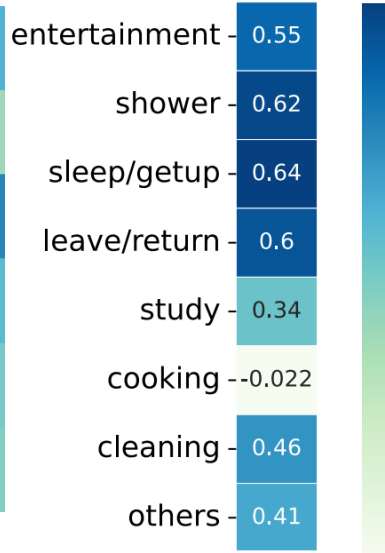 entertainment 0.55
shower 0.62
sleep/getup 0.64
leave/return 0.6
study 0.34
cooking -0.022
cleaning 0.46
others 0.41